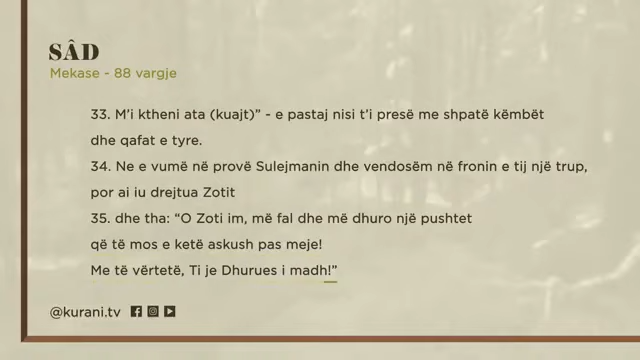 SÂD
Mekase - 88 vargje
33. M’i ktheni ata (kuajt)” - e pastaj nisi t’i presë me shpatë këmbët
dhe qafat e tyre.
34. Ne e vumë në provë Sulejmanin dhe vendosëm në fronin e tij një trup,
por ai iu drejtua Zotit
35. dhe tha: “O Zoti im, më fal dhe më dhuro një pushtet
që të mos e ketë askush pas meje!
Me të vërtetë, Ti je Dhurues i madh!”
@kurani.tv